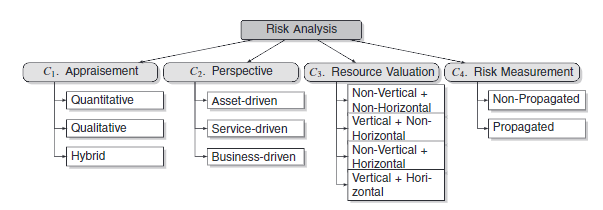 Risk Analysis
C1. Appraisement
C2. Perspective
C3. Resource Valuation
C4. Risk Measurement
Quantitative
Qualitative
Hybrid
Asset-driven
Service-driven
Business-driven
Non-Vertical +
Non-Horizontal
Vertical + Non-
Horizontal
Non-Vertical +
Horizontal
Vertical + Hori-
zontal
Non-Propagated
Propagated